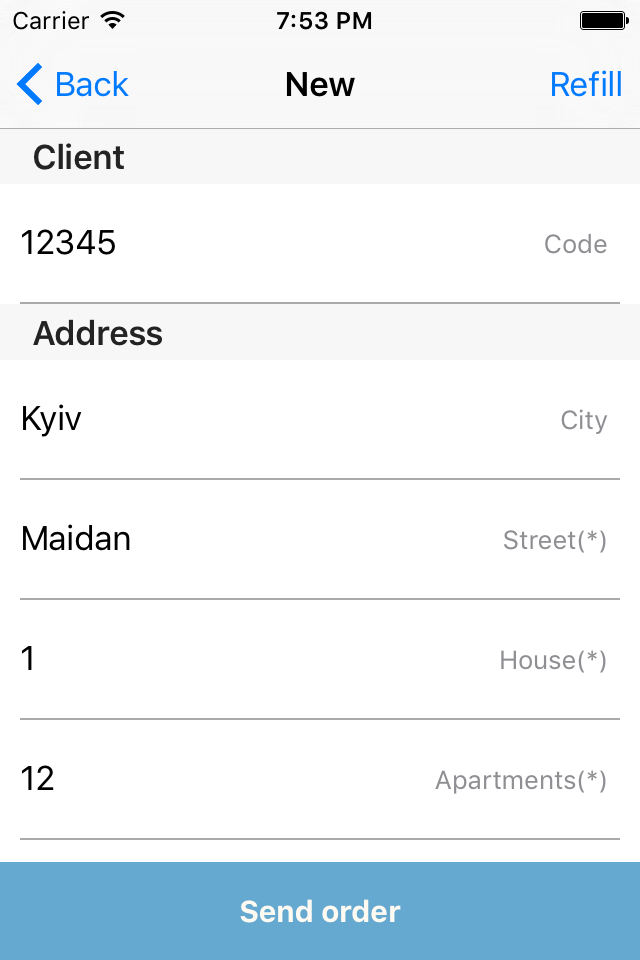 Carrier 7:53 PM
Back New Refill
Client
12345 Code
Address
Kyiv City
Maidan Street(*)
1 House(*)
12 Apartments(*)
Send order